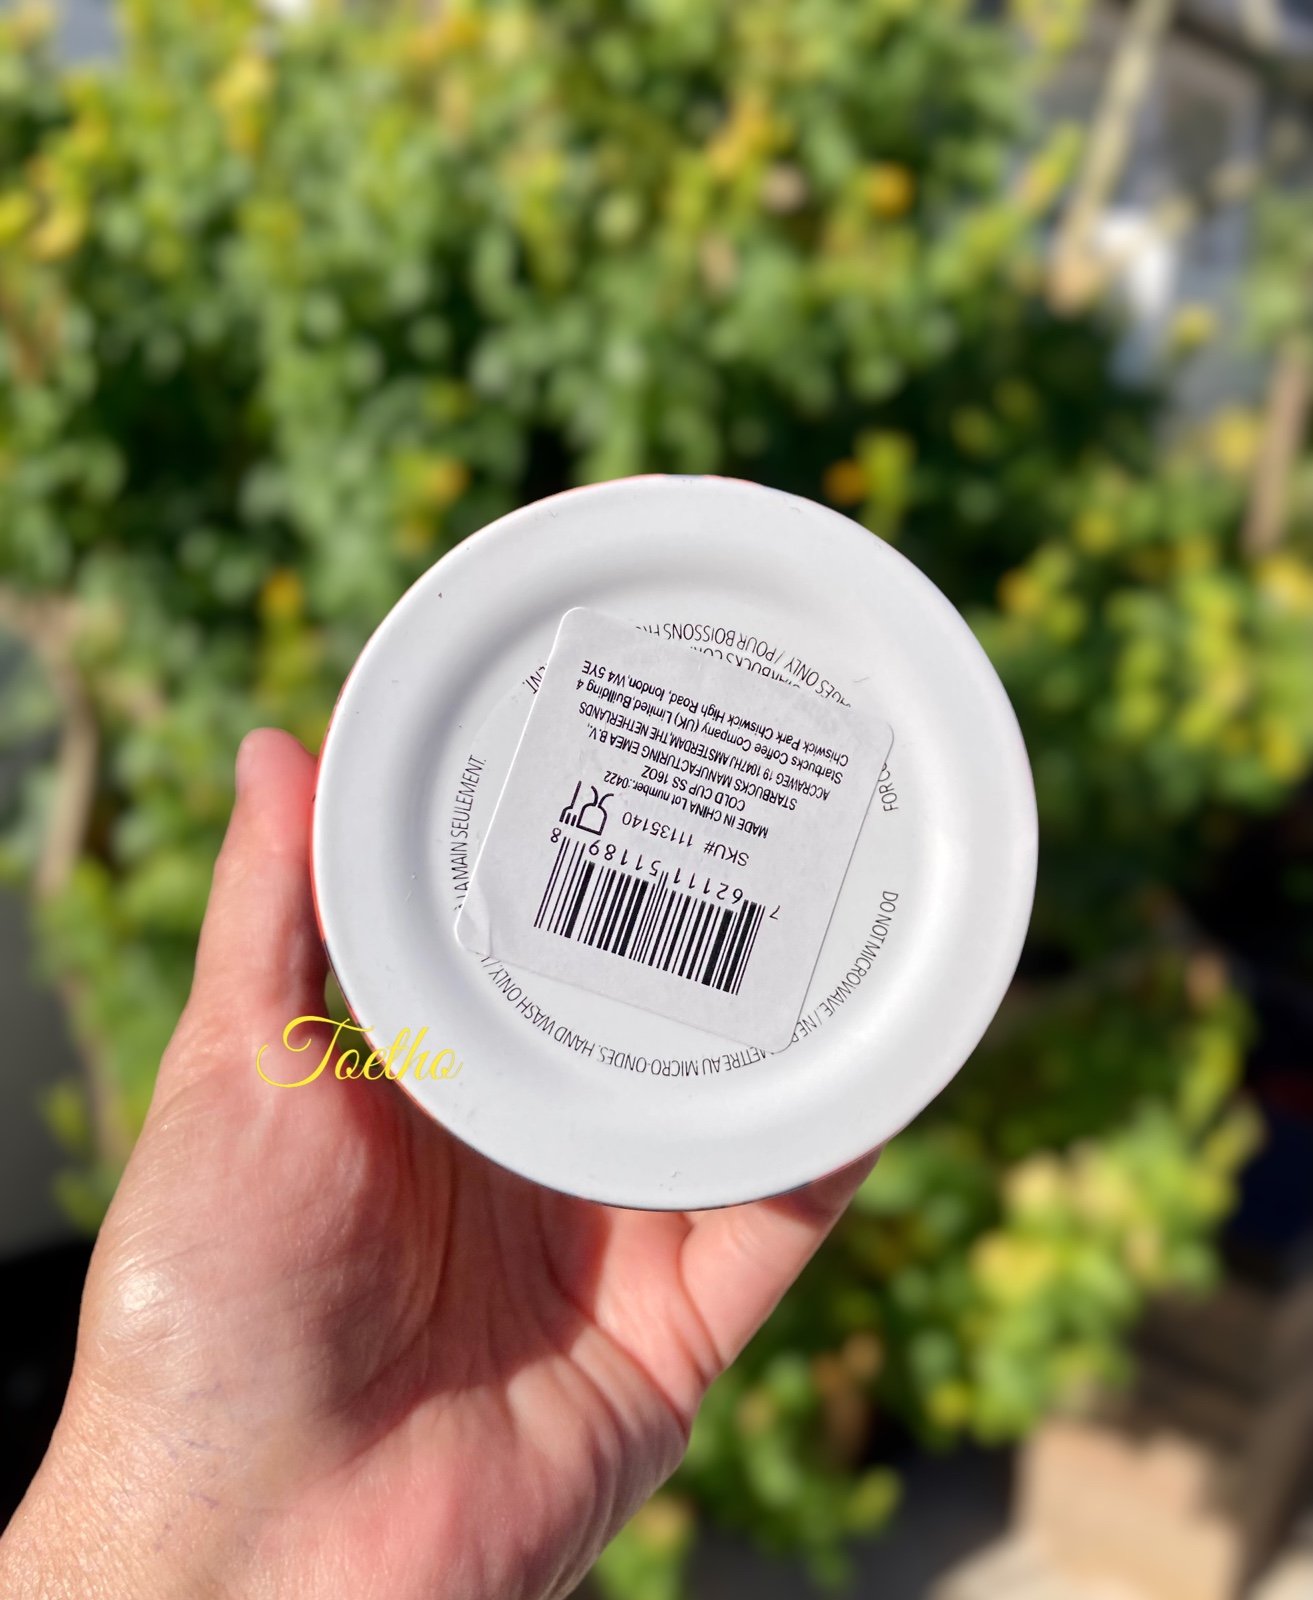 7 62111 51189 8
SKU# 11135140
MADE IN CHINA Lot number.:0422
COLD CUP SS 16OZ
STARBUCKS MANUFACTURING EMEA B.V.
ACCRAWEG 19 1047HJ AMSTERDAM,THE NETHERLANDS
Starbucks Coffee Company (UK) Limited,Building 4
Chiswick Park Chiswick High Road, london,W4 5YE
ONLY / POUR BOISSONS
DO NOT MICROWAVE /
METTRE AU MICRO-ONDES. HAND WASH ONLY. /
LA MAIN SEULEMENT.
Toetho